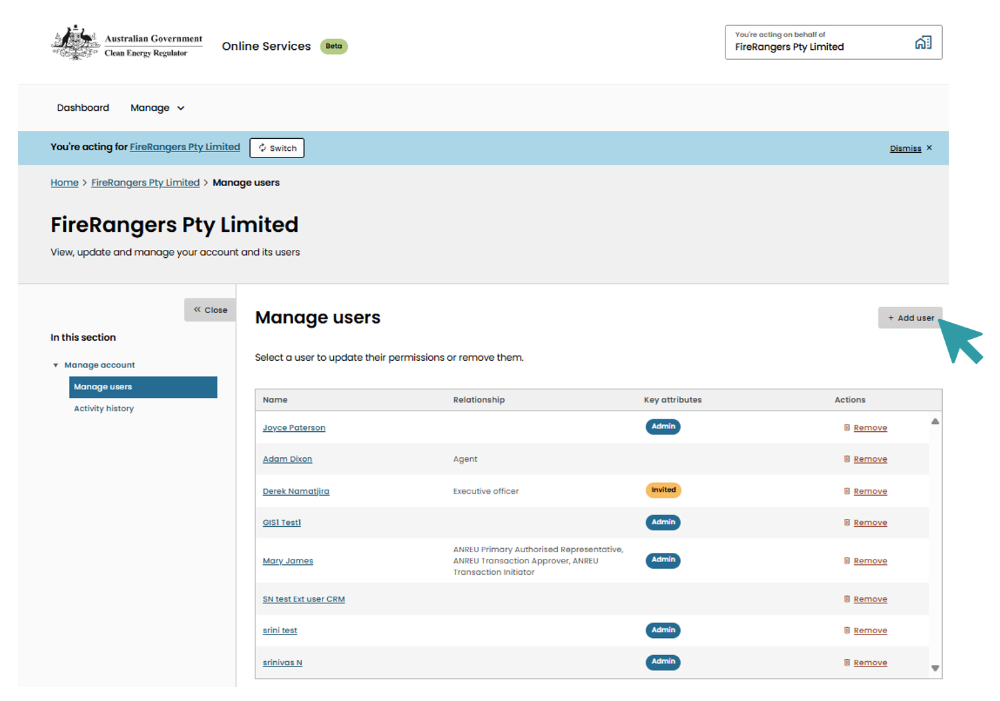 Australian Government
Clean Energy Regulator
Online Services Beta
You're acting on behalf of
FireRangers Pty Limited
Dashboard Manage
You're acting for FireRangers Pty Limited Switch Dismiss ×
Home > FireRangers Pty Limited > Manage users
FireRangers Pty Limited
View, update and manage your account and its users
« Close
In this section
Manage account
Manage users
Activity history
Manage users
+ Add user
Select a user to update their permissions or remove them.
Name Relationship Key attributes Actions
Joyce Paterson Admin Remove
Adam Dixon Agent Remove
Derek Namatjira Executive officer Invited Remove
GIS1 Test1 Admin Remove
ANREU Primary Authorised Representative,
Mary James ANREU Transaction Approver, ANREU Admin Remove
Transaction Initiator
SN test Ext user CRM Remove
srini test Admin Remove
srinivas N Admin Remove